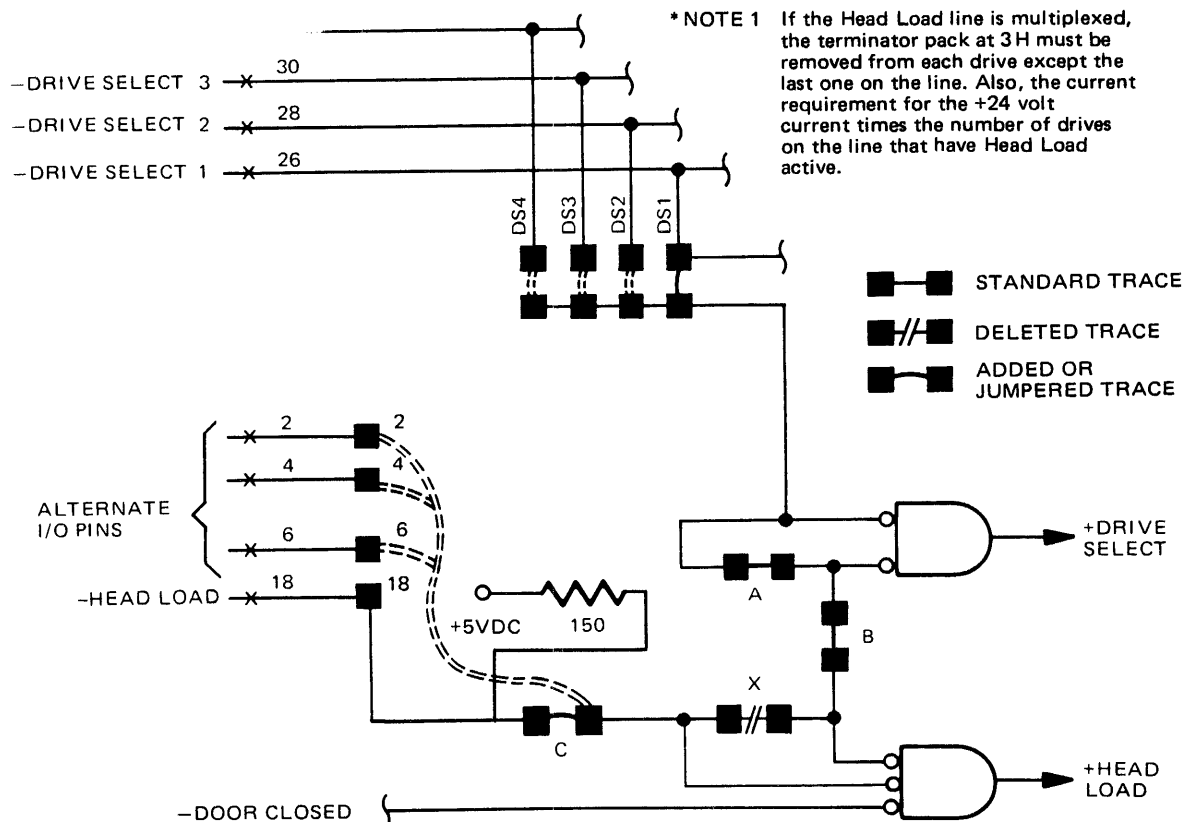 * NOTE 1 If the Head Load line is multiplexed,
the terminator pack at 3H must be
removed from each drive except the
last one on the line. Also, the current
requirement for the +24 volt
current times the number of drives
on the line that have Head Load
active.
−DRIVE SELECT 3
30
−DRIVE SELECT 2
28
−DRIVE SELECT 1
26
DS4
DS3
DS2
DS1
STANDARD TRACE
DELETED TRACE
ADDED OR
JUMPERED TRACE
2
2
4
4
ALTERNATE
I/O PINS
6
6
~HEAD LOAD
18
18
+5VDC
150
A
B
X
C
+DRIVE
SELECT
+HEAD
LOAD
−DOOR CLOSED